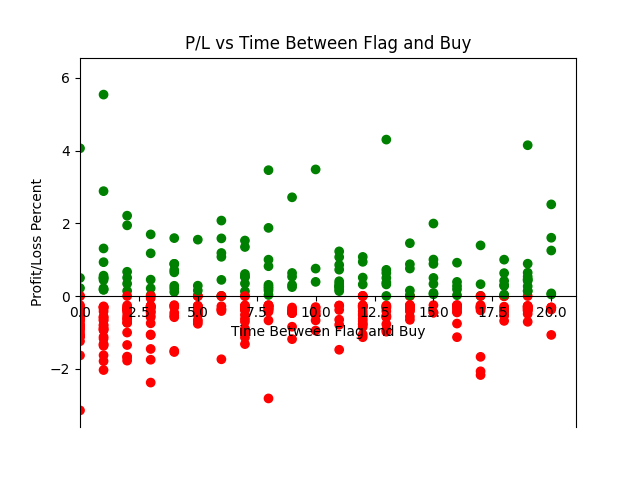 P/L vs Time Between Flag and Buy
Profit/Loss Percent
6
4
2
0
−2
0.0 2.5 5.0 7.5 10.0 12.5 15.0 17.5 20.0
Time Between Flag and Buy